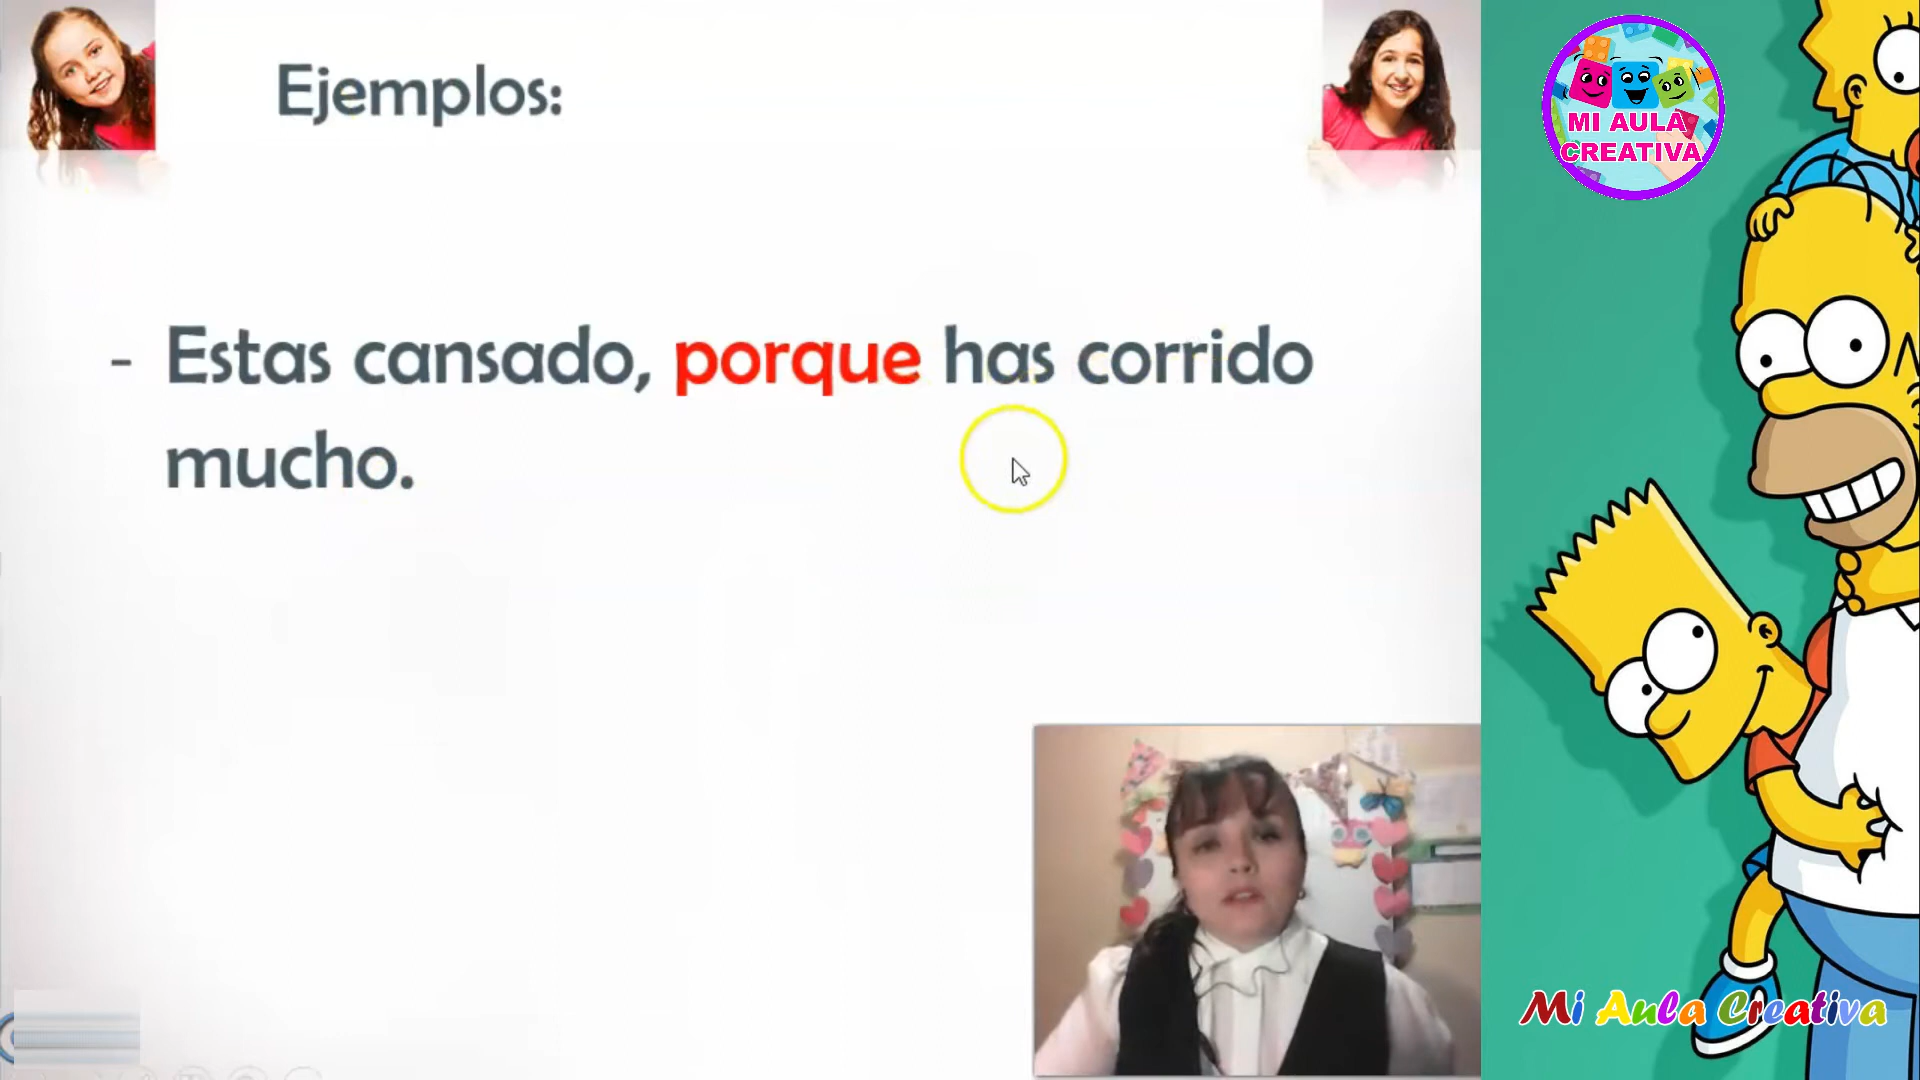 Ejemplos:
MI AULA
CREATIVA
- Estas cansado, porque has corrido
mucho.
Mi Aula Creativa